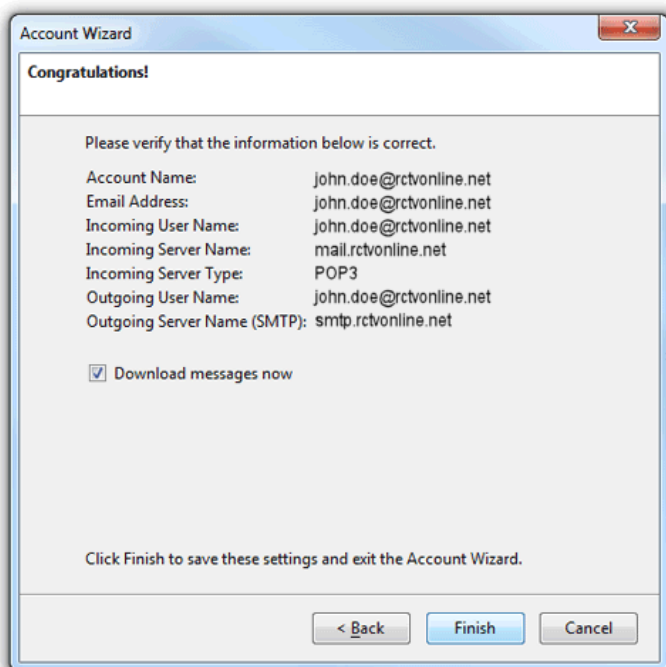 Account Wizard
Congratulations!
Please verify that the information below is correct.
Account Name: john.doe@rctvonline.net
Email Address: john.doe@rctvonline.net
Incoming User Name: john.doe@rctvonline.net
Incoming Server Name: mail.rctvonline.net
Incoming Server Type: POP3
Outgoing User Name: john.doe@rctvonline.net
Outgoing Server Name (SMTP): smtp.rctvonline.net
Download messages now
Click Finish to save these settings and exit the Account Wizard.
< Back Finish Cancel